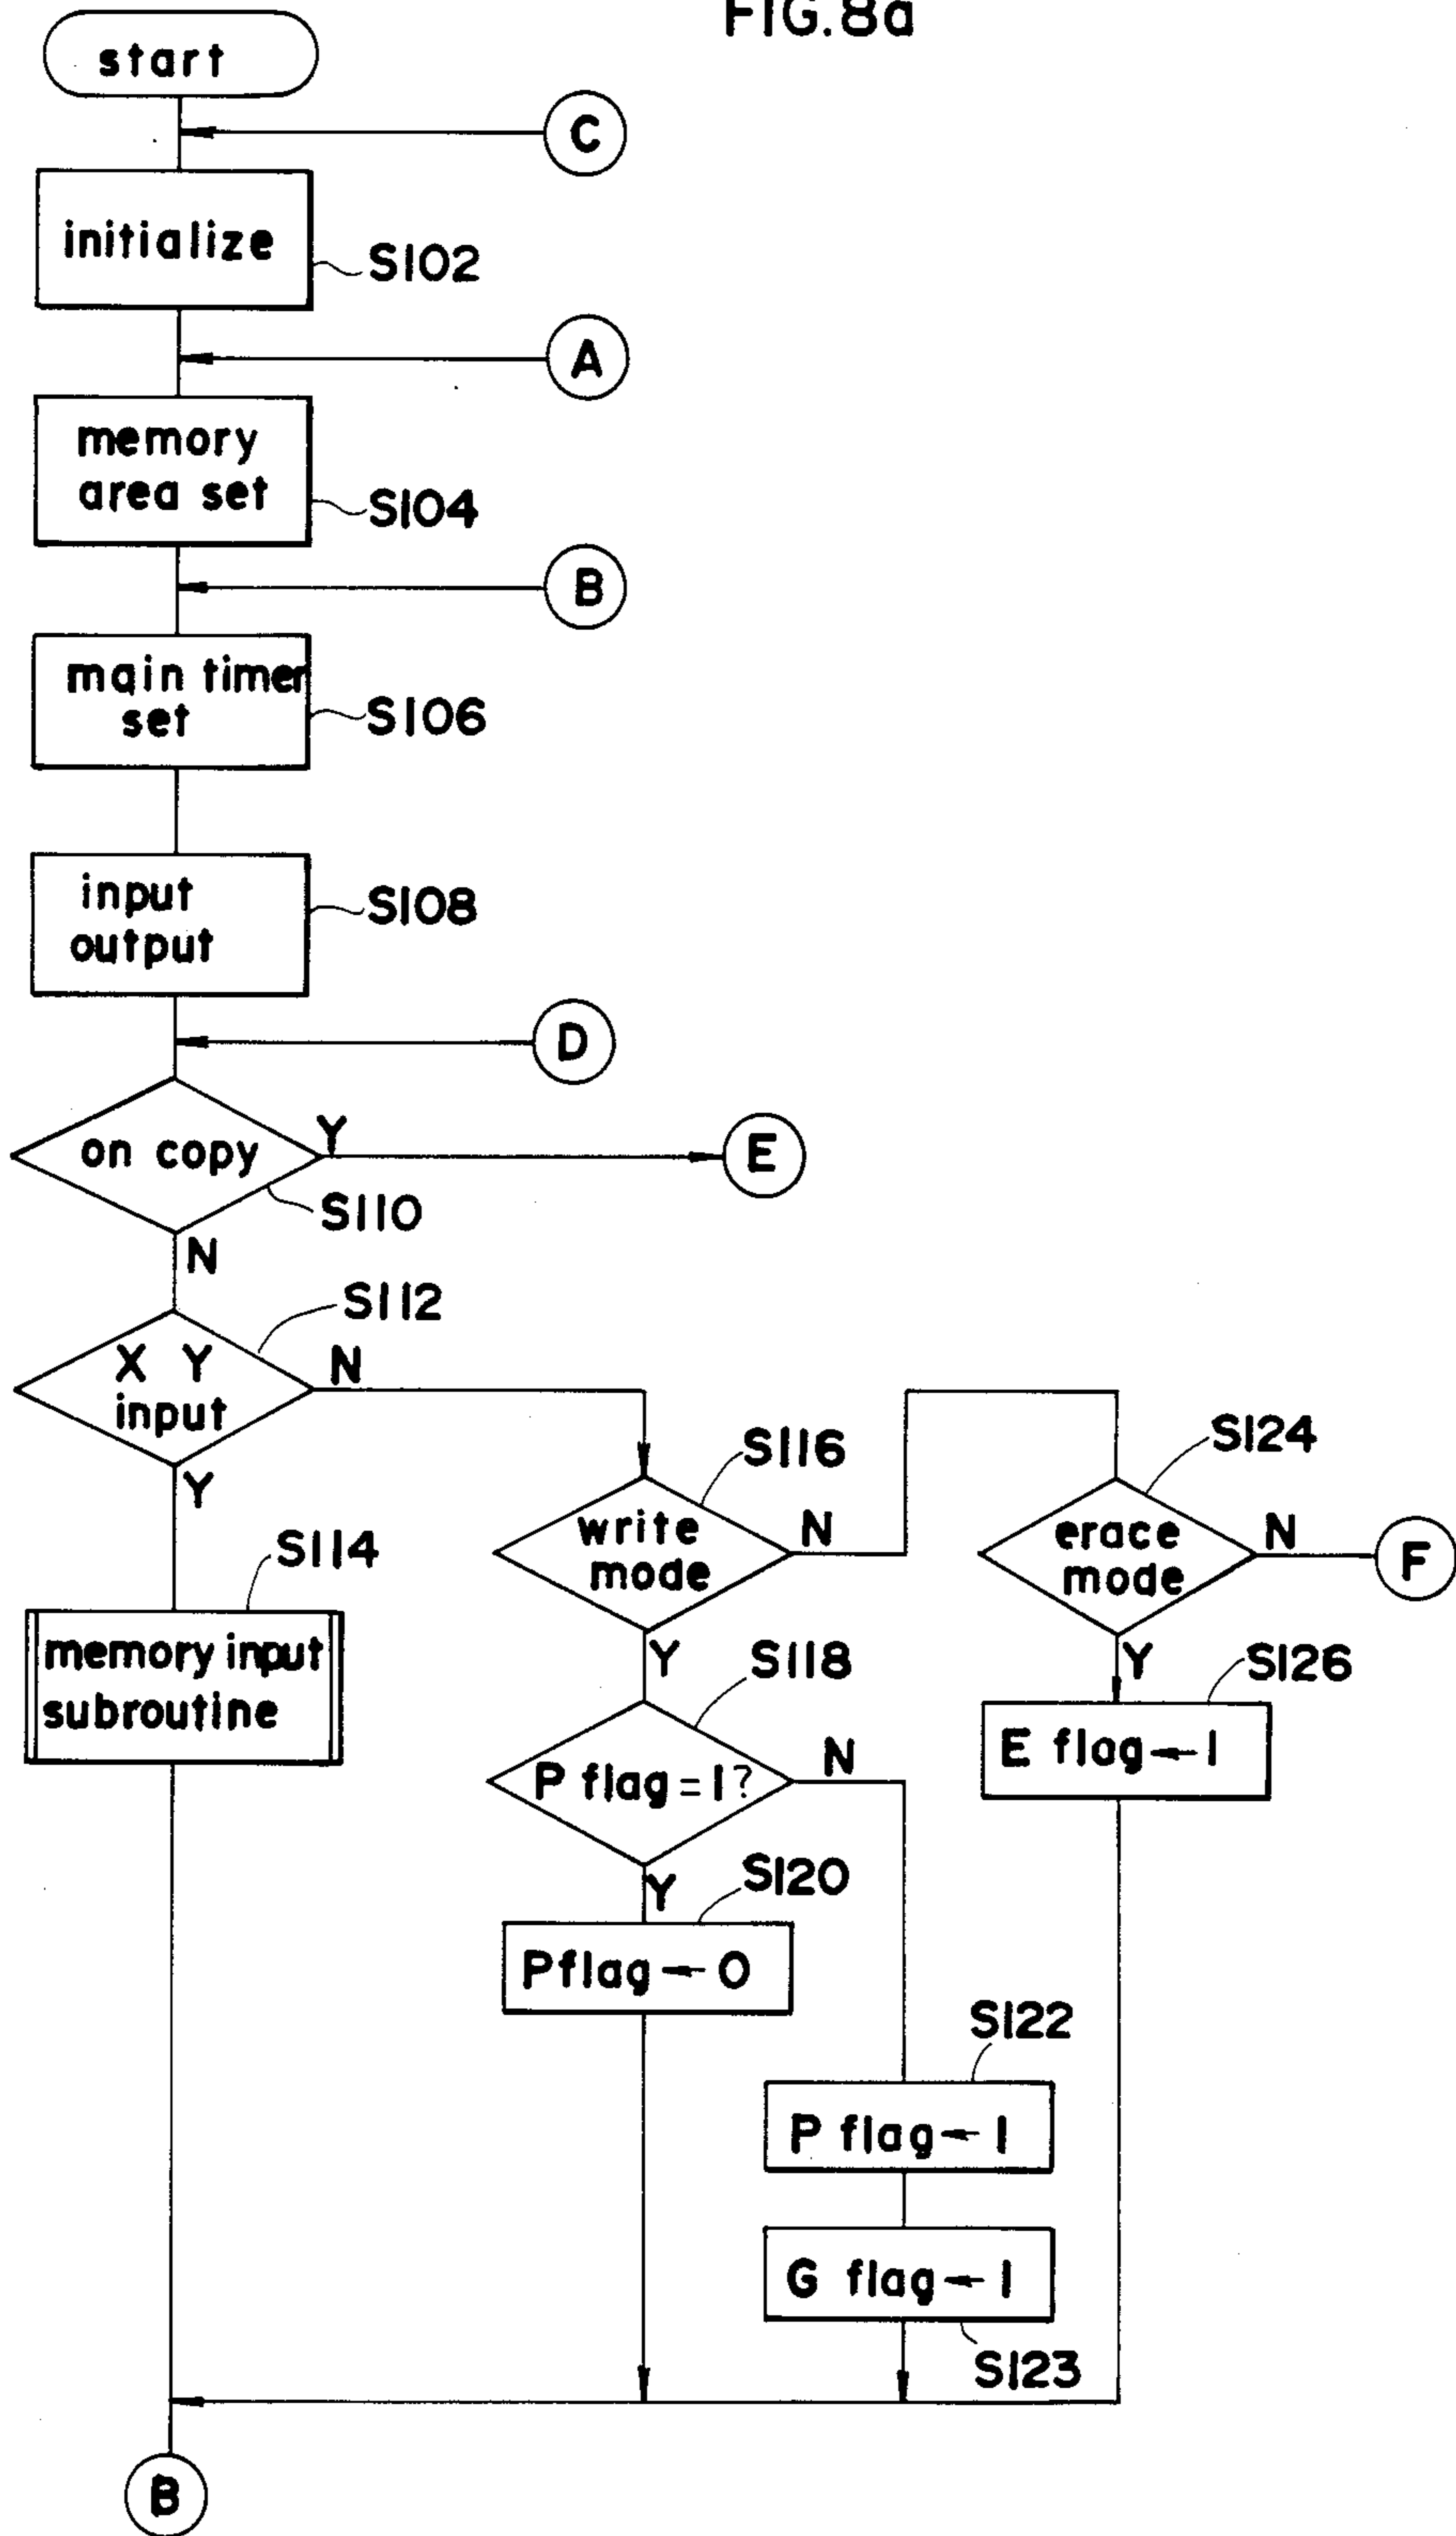 FIG.8a
start
C
initialize
S102
A
memory
area set
S104
B
main timer
set
S106
input
output
S108
D
on copy
Y
E
S110
N
S112
X Y
input
N
Y
S114
memory input
subroutine
S116
write
mode
N
Y
S118
P flag = 1?
N
Y
S120
P flag ← 0
S122
P flag ← 1
G flag ← 1
S123
S124
erace
mode
N
F
Y
S126
E flag ← 1
B